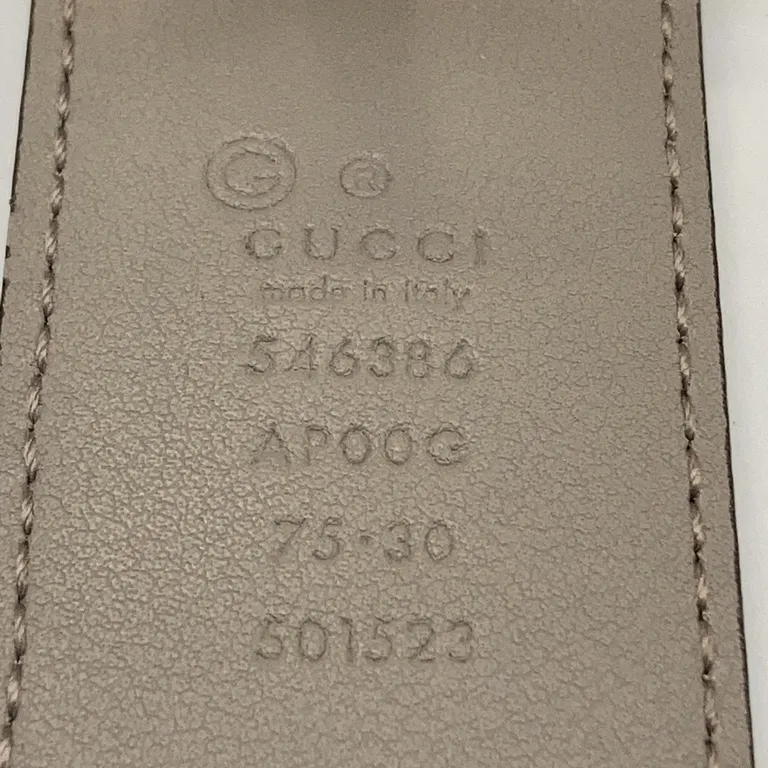 G ®
GUCCI
made in italy
546386
AP00G
75·30
501523